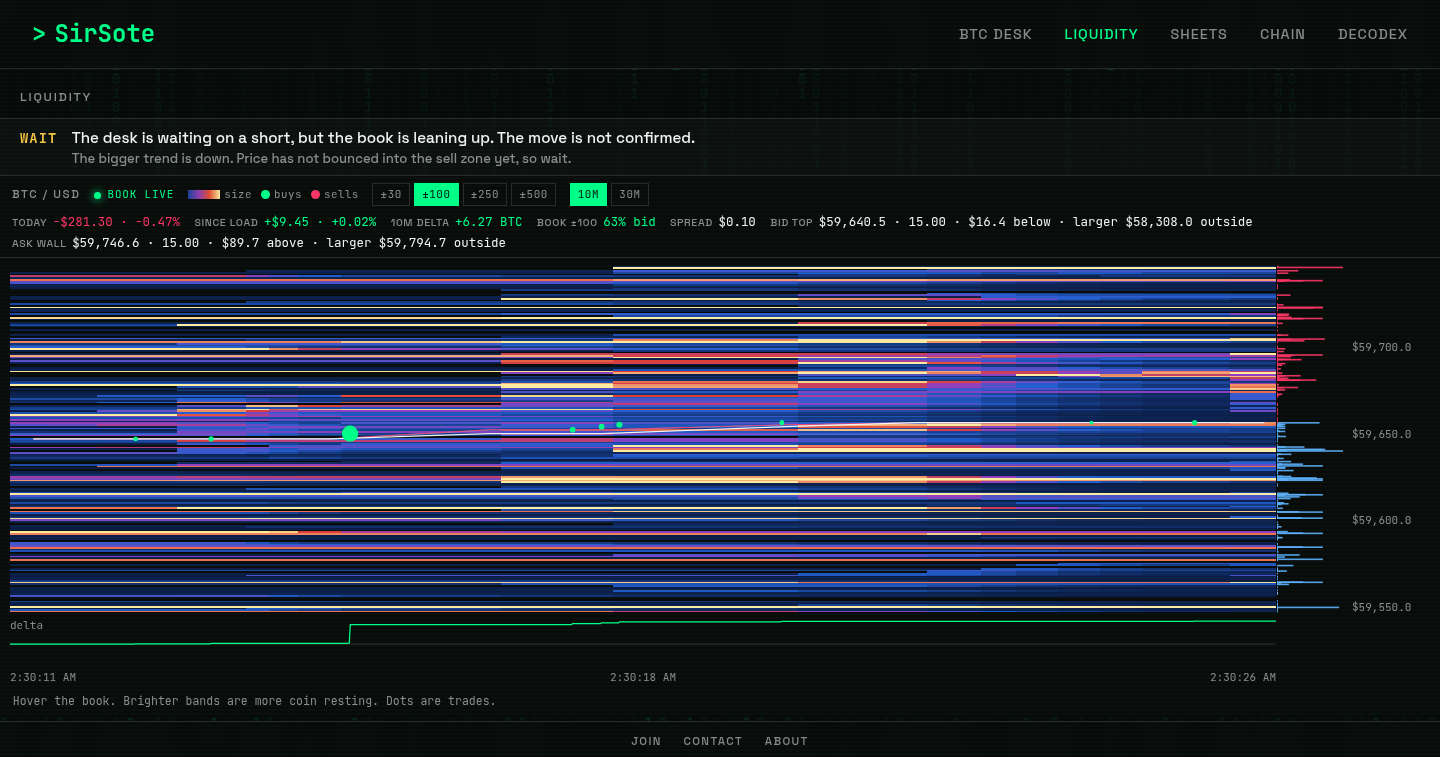 > SirSote
BTC DESK LIQUIDITY SHEETS CHAIN DECODEX
LIQUIDITY
WAIT The desk is waiting on a short, but the book is leaning up. The move is not confirmed.
The bigger trend is down. Price has not bounced into the sell zone yet, so wait.
BTC / USD BOOK LIVE size buys sells ±30 ±100 ±250 ±500 10M 30M
TODAY -$281.30 · -0.47% SINCE LOAD +$9.45 · +0.02% 10M DELTA +6.27 BTC BOOK ±100 63% bid SPREAD $0.10 BID TOP $59,640.5 · 15.00 · $16.4 below · larger $58,308.0 outside
ASK WALL $59,746.6 · 15.00 · $89.7 above · larger $59,794.7 outside
$59,700.0
$59,650.0
$59,600.0
$59,550.0
delta
2:30:11 AM 2:30:18 AM 2:30:26 AM
Hover the book. Brighter bands are more coin resting. Dots are trades.
JOIN CONTACT ABOUT